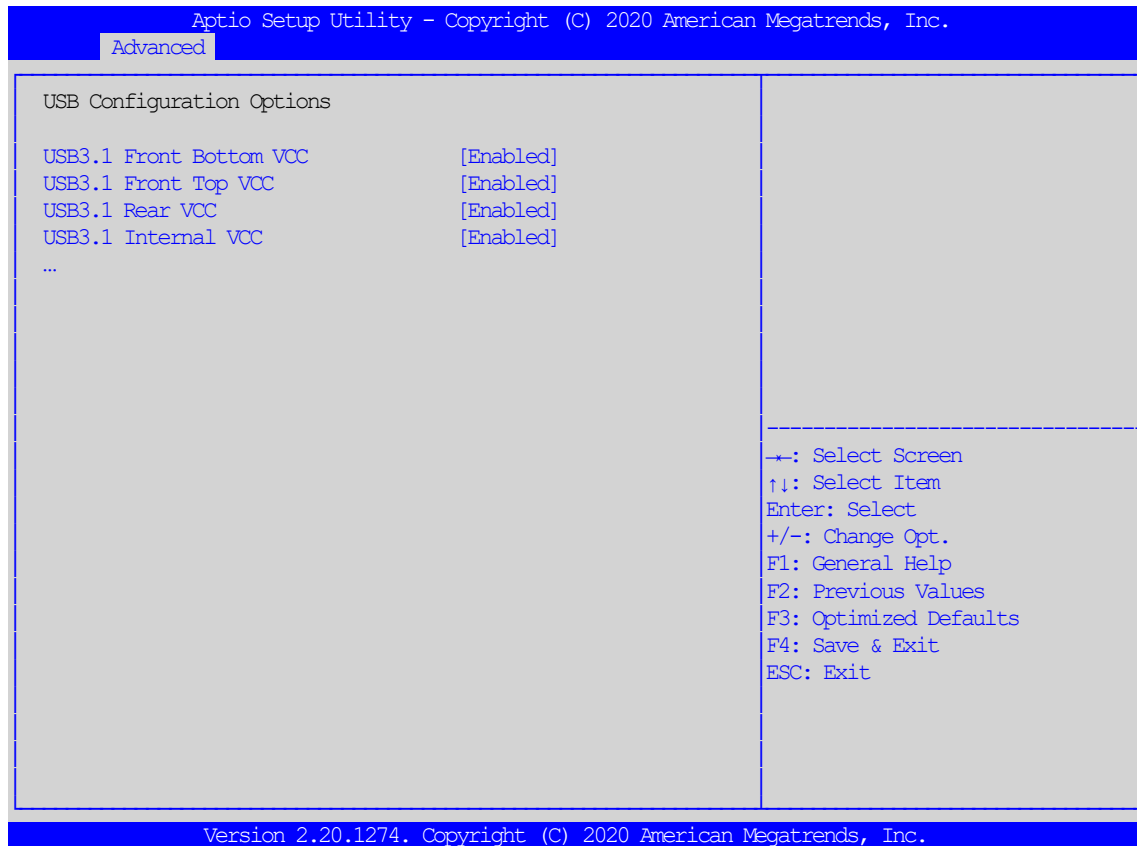 Aptio Setup Utility - Copyright (C) 2020 American Megatrends, Inc.
Advanced
USB Configuration Options
USB3.1 Front Bottom VCC [Enabled]
USB3.1 Front Top VCC [Enabled]
USB3.1 Rear VCC [Enabled]
USB3.1 Internal VCC [Enabled]
…
→←: Select Screen
↑↓: Select Item
Enter: Select
+/-: Change Opt.
F1: General Help
F2: Previous Values
F3: Optimized Defaults
F4: Save & Exit
ESC: Exit
Version 2.20.1274. Copyright (C) 2020 American Megatrends, Inc.